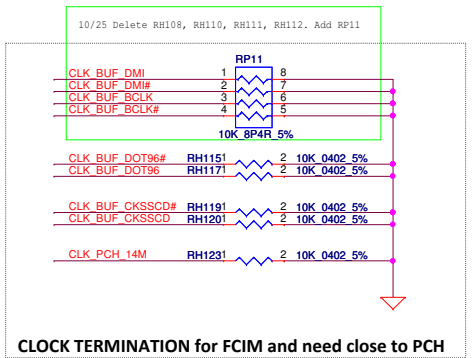 10/25 Delete RH108, RH110, RH111, RH112. Add RP11
RP11
CLK_BUF_DMI 1 8
CLK_BUF_DMI# 2 7
CLK_BUF_BCLK 3 6
CLK_BUF_BCLK# 4 5
10K_8P4R_5%
CLK_BUF_DOT96# RH115 1 2 10K_0402_5%
CLK_BUF_DOT96 RH117 1 2 10K_0402_5%
CLK_BUF_CKSSCD# RH119 1 2 10K_0402_5%
CLK_BUF_CKSSCD RH120 1 2 10K_0402_5%
CLK_PCH_14M RH123 1 2 10K_0402_5%
CLOCK TERMINATION for FCIM and need close to PCH